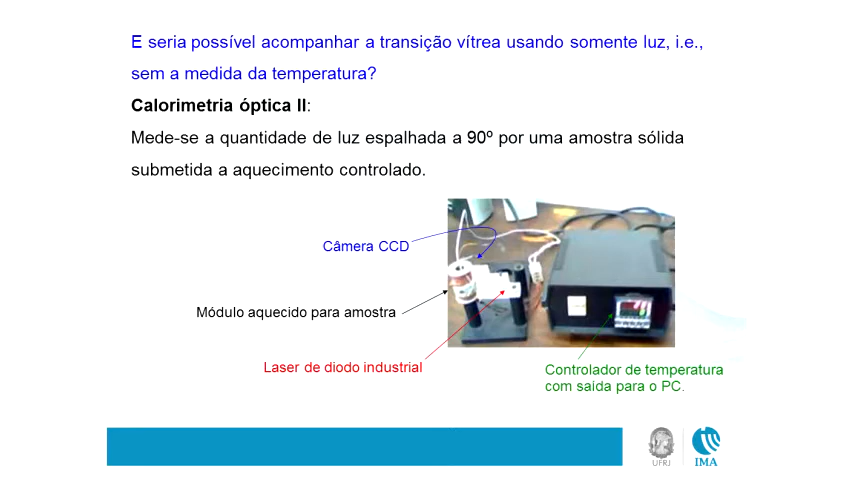 E seria possível acompanhar a transição vítrea usando somente luz, i.e.,
sem a medida da temperatura?
Calorimetria óptica II:
Mede-se a quantidade de luz espalhada a 90º por uma amostra sólida
submetida a aquecimento controlado.
Câmera CCD
Módulo aquecido para amostra
Laser de diodo industrial
Controlador de temperatura
com saída para o PC.
UFRJ
IMA